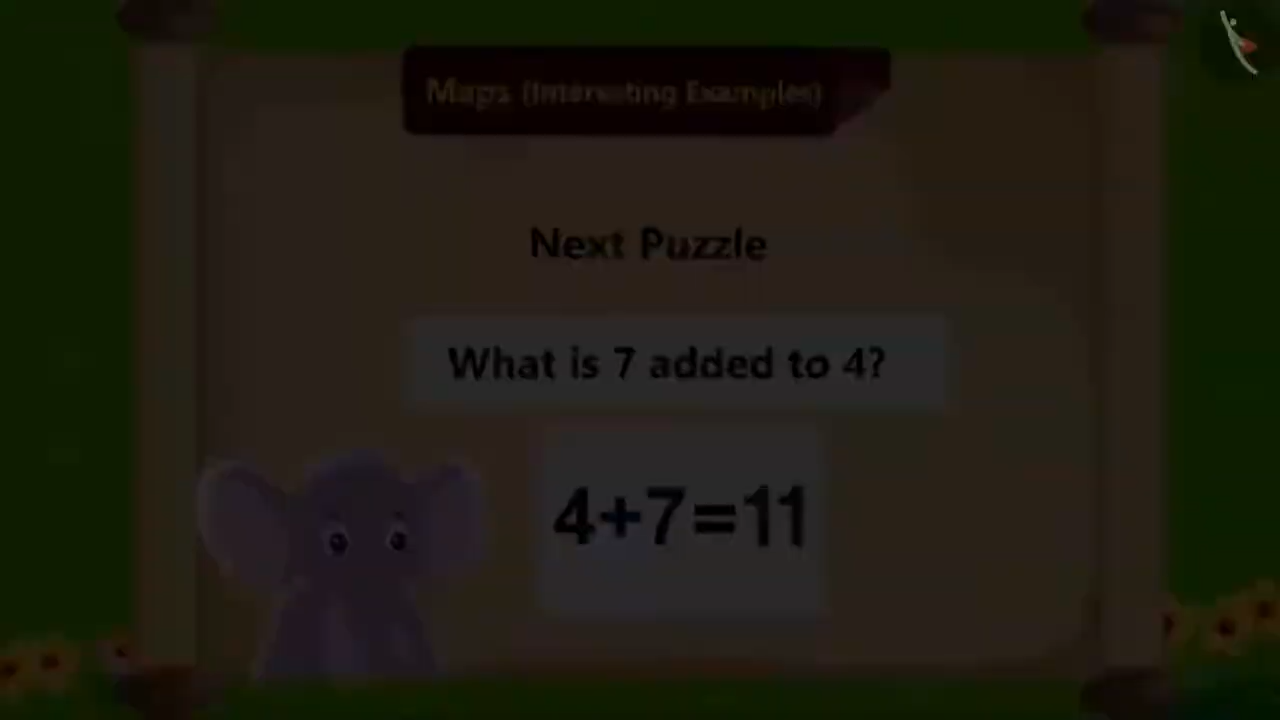 Maps (Interesting Examples)
Next Puzzle
What is 7 added to 4?
4+7=11